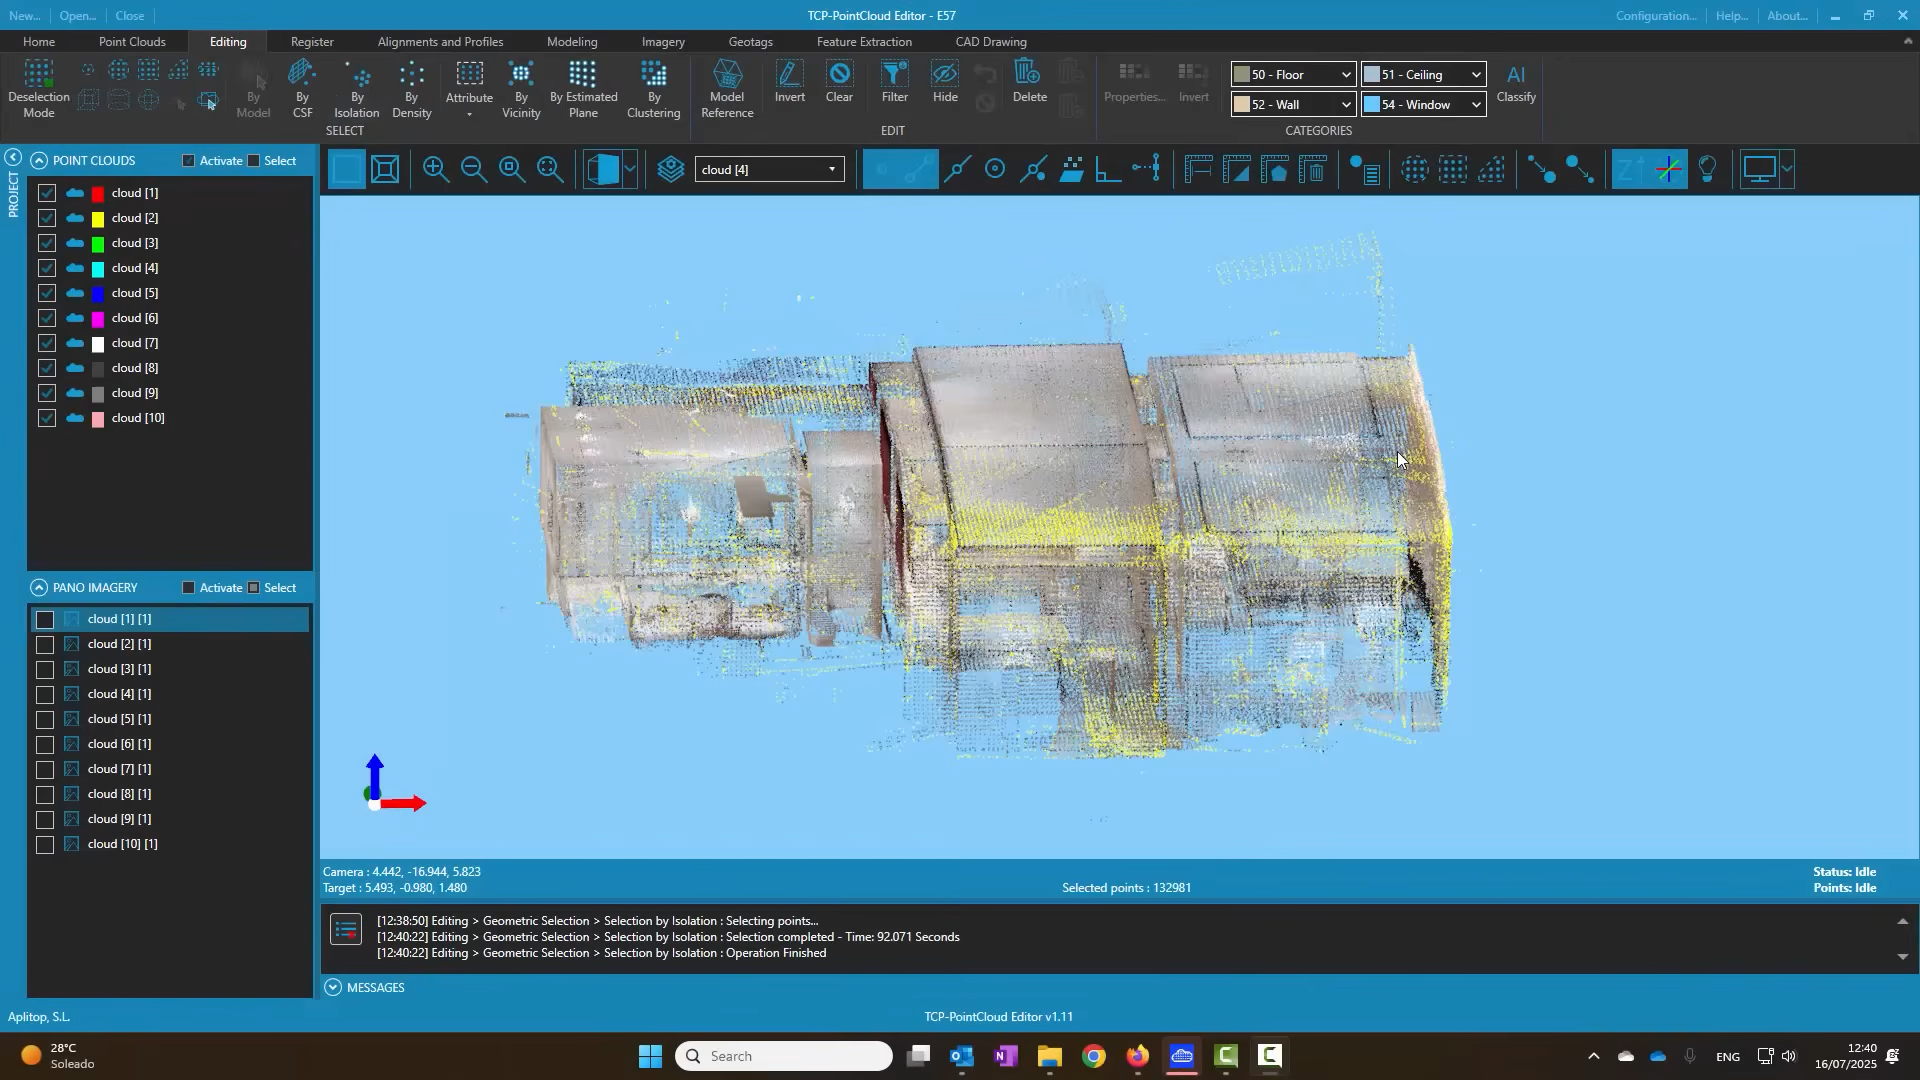 New... Open... Close TCP-PointCloud Editor - E57 Configuration... Help... About...
Home Point Clouds Editing Register Alignments and Profiles Modeling Imagery Geotags Feature Extraction CAD Drawing
Deselection Mode
By Model
By CSF
By Isolation
By Density
Attribute
By Vicinity
By Estimated Plane
By Clustering
SELECT
Model Reference
Invert
Clear
Filter
Hide
Delete
EDIT
Properties...
Invert
50 - Floor
51 - Ceiling
52 - Wall
54 - Window
AI
Classify
CATEGORIES
PROJECT
POINT CLOUDS Activate Select
cloud [1]
cloud [2]
cloud [3]
cloud [4]
cloud [5]
cloud [6]
cloud [7]
cloud [8]
cloud [9]
cloud [10]
PANO IMAGERY Activate Select
cloud [1] [1]
cloud [2] [1]
cloud [3] [1]
cloud [4] [1]
cloud [5] [1]
cloud [6] [1]
cloud [7] [1]
cloud [8] [1]
cloud [9] [1]
cloud [10] [1]
cloud [4]
Z
Camera : 4.442, -16.944, 5.823
Target : 5.493, -0.980, 1.480
Selected points : 132981
Status: Idle
Points: Idle
[12:38:50] Editing > Geometric Selection > Selection by Isolation : Selecting points...
[12:40:22] Editing > Geometric Selection > Selection by Isolation : Selection completed - Time: 92.071 Seconds
[12:40:22] Editing > Geometric Selection > Selection by Isolation : Operation Finished
MESSAGES
Aplitop, S.L. TCP-PointCloud Editor v1.11
28°C
Soleado
Search
ENG
12:40
16/07/2025